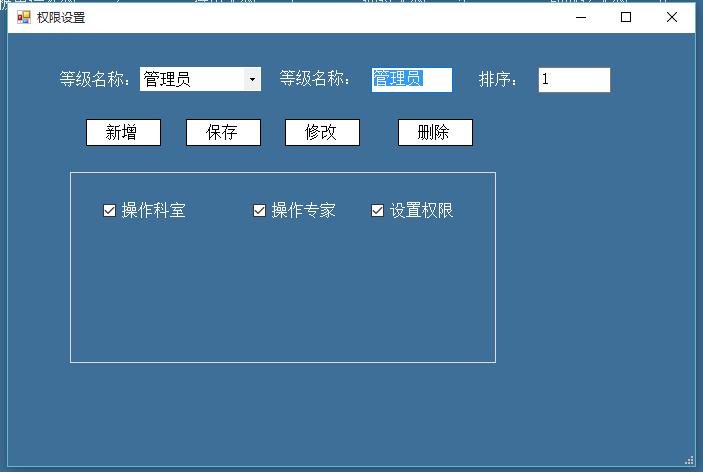 权限设置
等级名称： 管理员 等级名称： 管理员 排序： 1
新增 保存 修改 删除
操作科室 操作专家 设置权限